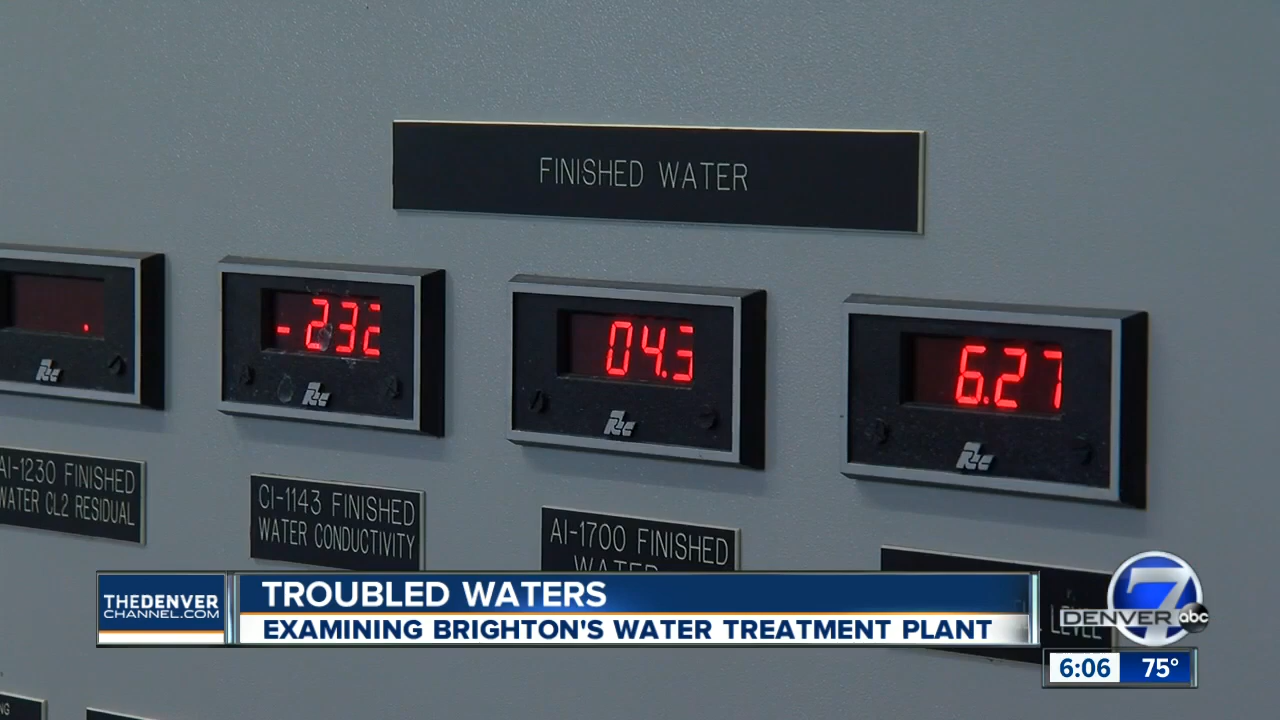 FINISHED WATER
.
-232
04.3
6.27
AI-1230 FINISHED
WATER CL2 RESIDUAL
CI-1143 FINISHED
WATER CONDUCTIVITY
AI-1700 FINISHED
WATER
LEVEL
THEDENVER
CHANNEL.COM
TROUBLED WATERS
EXAMINING BRIGHTON'S WATER TREATMENT PLANT
DENVER 7 abc
6:06 75°
NG